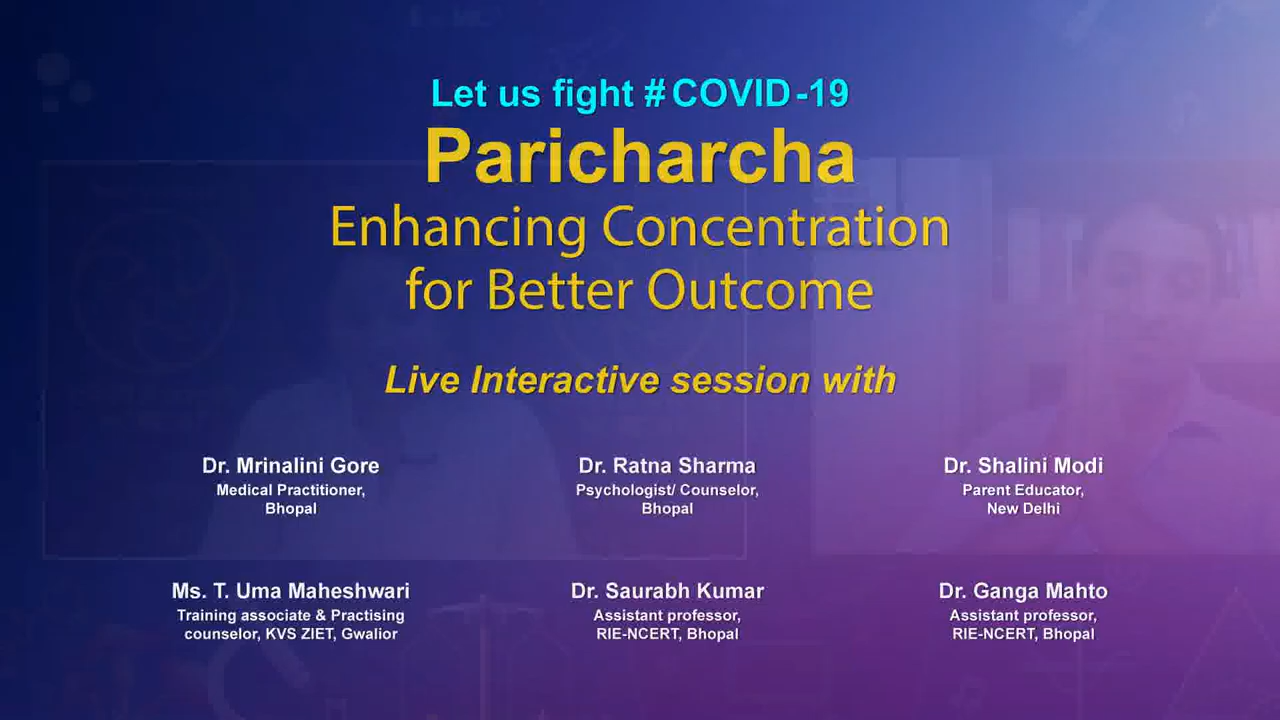 Let us fight #COVID-19
Paricharcha
Enhancing Concentration
for Better Outcome
Live Interactive session with
Dr. Mrinalini Gore
Medical Practitioner,
Bhopal
Dr. Ratna Sharma
Psychologist/ Counselor,
Bhopal
Dr. Shalini Modi
Parent Educator,
New Delhi
Ms. T. Uma Maheshwari
Training associate & Practising
counselor, KVS ZIET, Gwalior
Dr. Saurabh Kumar
Assistant professor,
RIE-NCERT, Bhopal
Dr. Ganga Mahto
Assistant professor,
RIE-NCERT, Bhopal